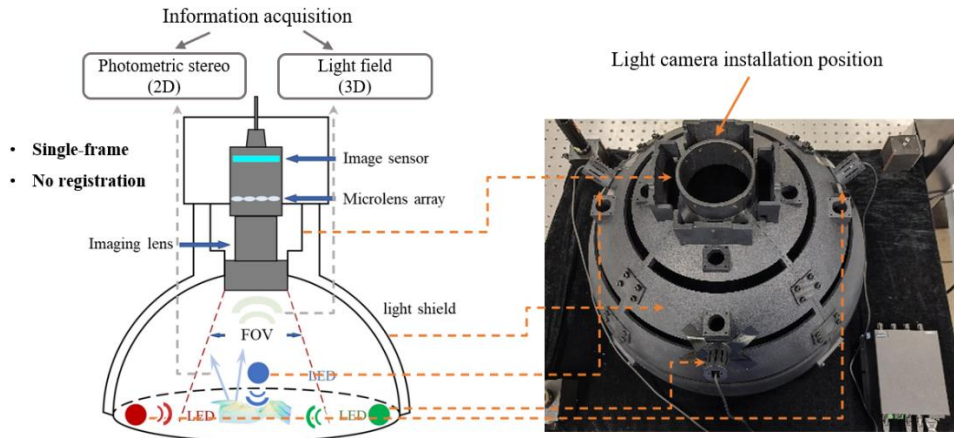 Information acquisition
Photometric stereo
(2D)
Light field
(3D)
Light camera installation position
• Single-frame
• No registration
Image sensor
Microlens array
Imaging lens
light shield
FOV
LED
LED
LED